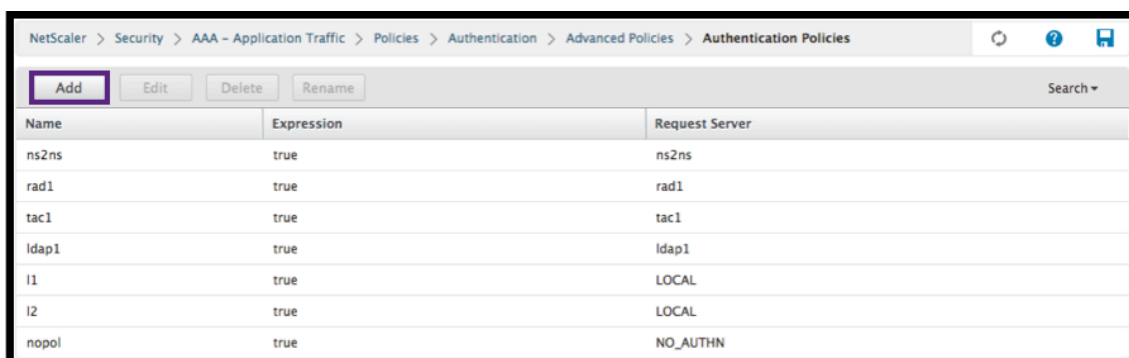 NetScaler > Security > AAA - Application Traffic > Policies > Authentication > Advanced Policies > Authentication Policies
Add Edit Delete Rename Search
Name Expression Request Server
ns2ns true ns2ns
rad1 true rad1
tac1 true tac1
ldap1 true ldap1
l1 true LOCAL
l2 true LOCAL
nopol true NO_AUTHN